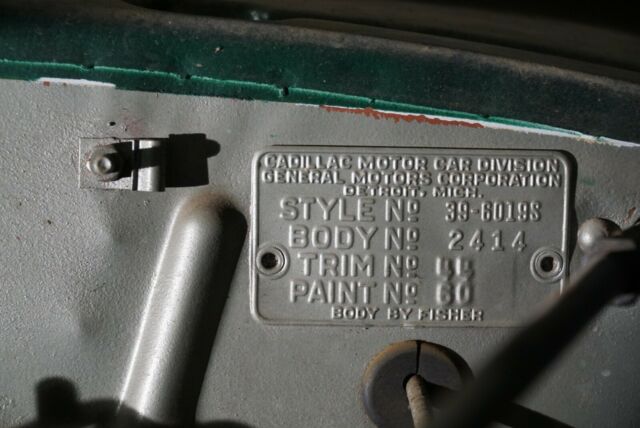 CADILLAC MOTOR CAR DIVISION
GENERAL MOTORS CORPORATION
DETROIT, MICH.
STYLE Nº 39-6019S
BODY Nº 2414
TRIM Nº
PAINT Nº 60
BODY BY FISHER